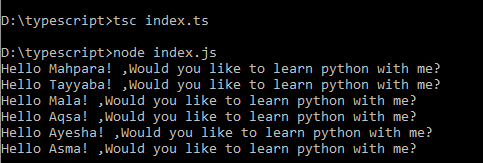 D:\typescript>tsc index.ts
D:\typescript>node index.js
Hello Mahpara! ,Would you like to learn python with me?
Hello Tayyaba! ,Would you like to learn python with me?
Hello Mala! ,Would you like to learn python with me?
Hello Aqsa! ,Would you like to learn python with me?
Hello Ayesha! ,Would you like to learn python with me?
Hello Asma! ,Would you like to learn python with me?